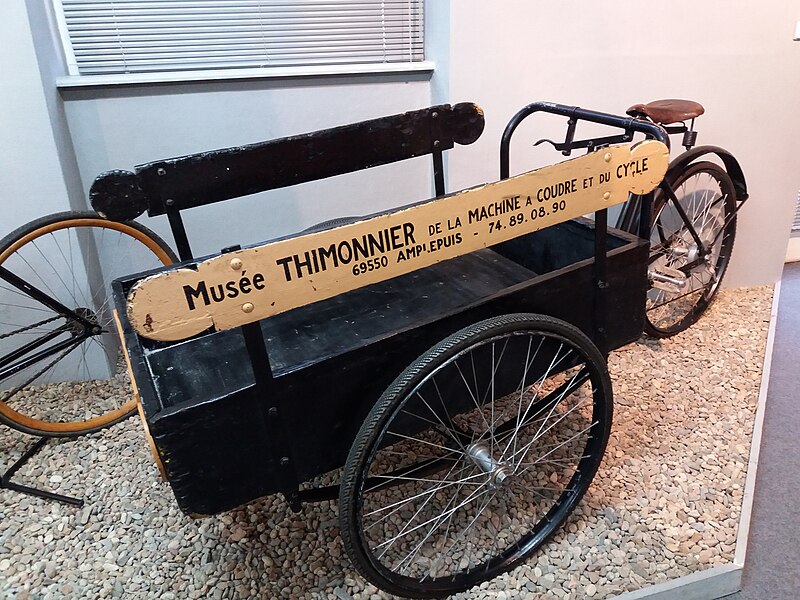 Musée THIMONNIER DE LA MACHINE A COUDRE ET DU CYCLE
69550 AMPLEPUIS - 74.89.08.90